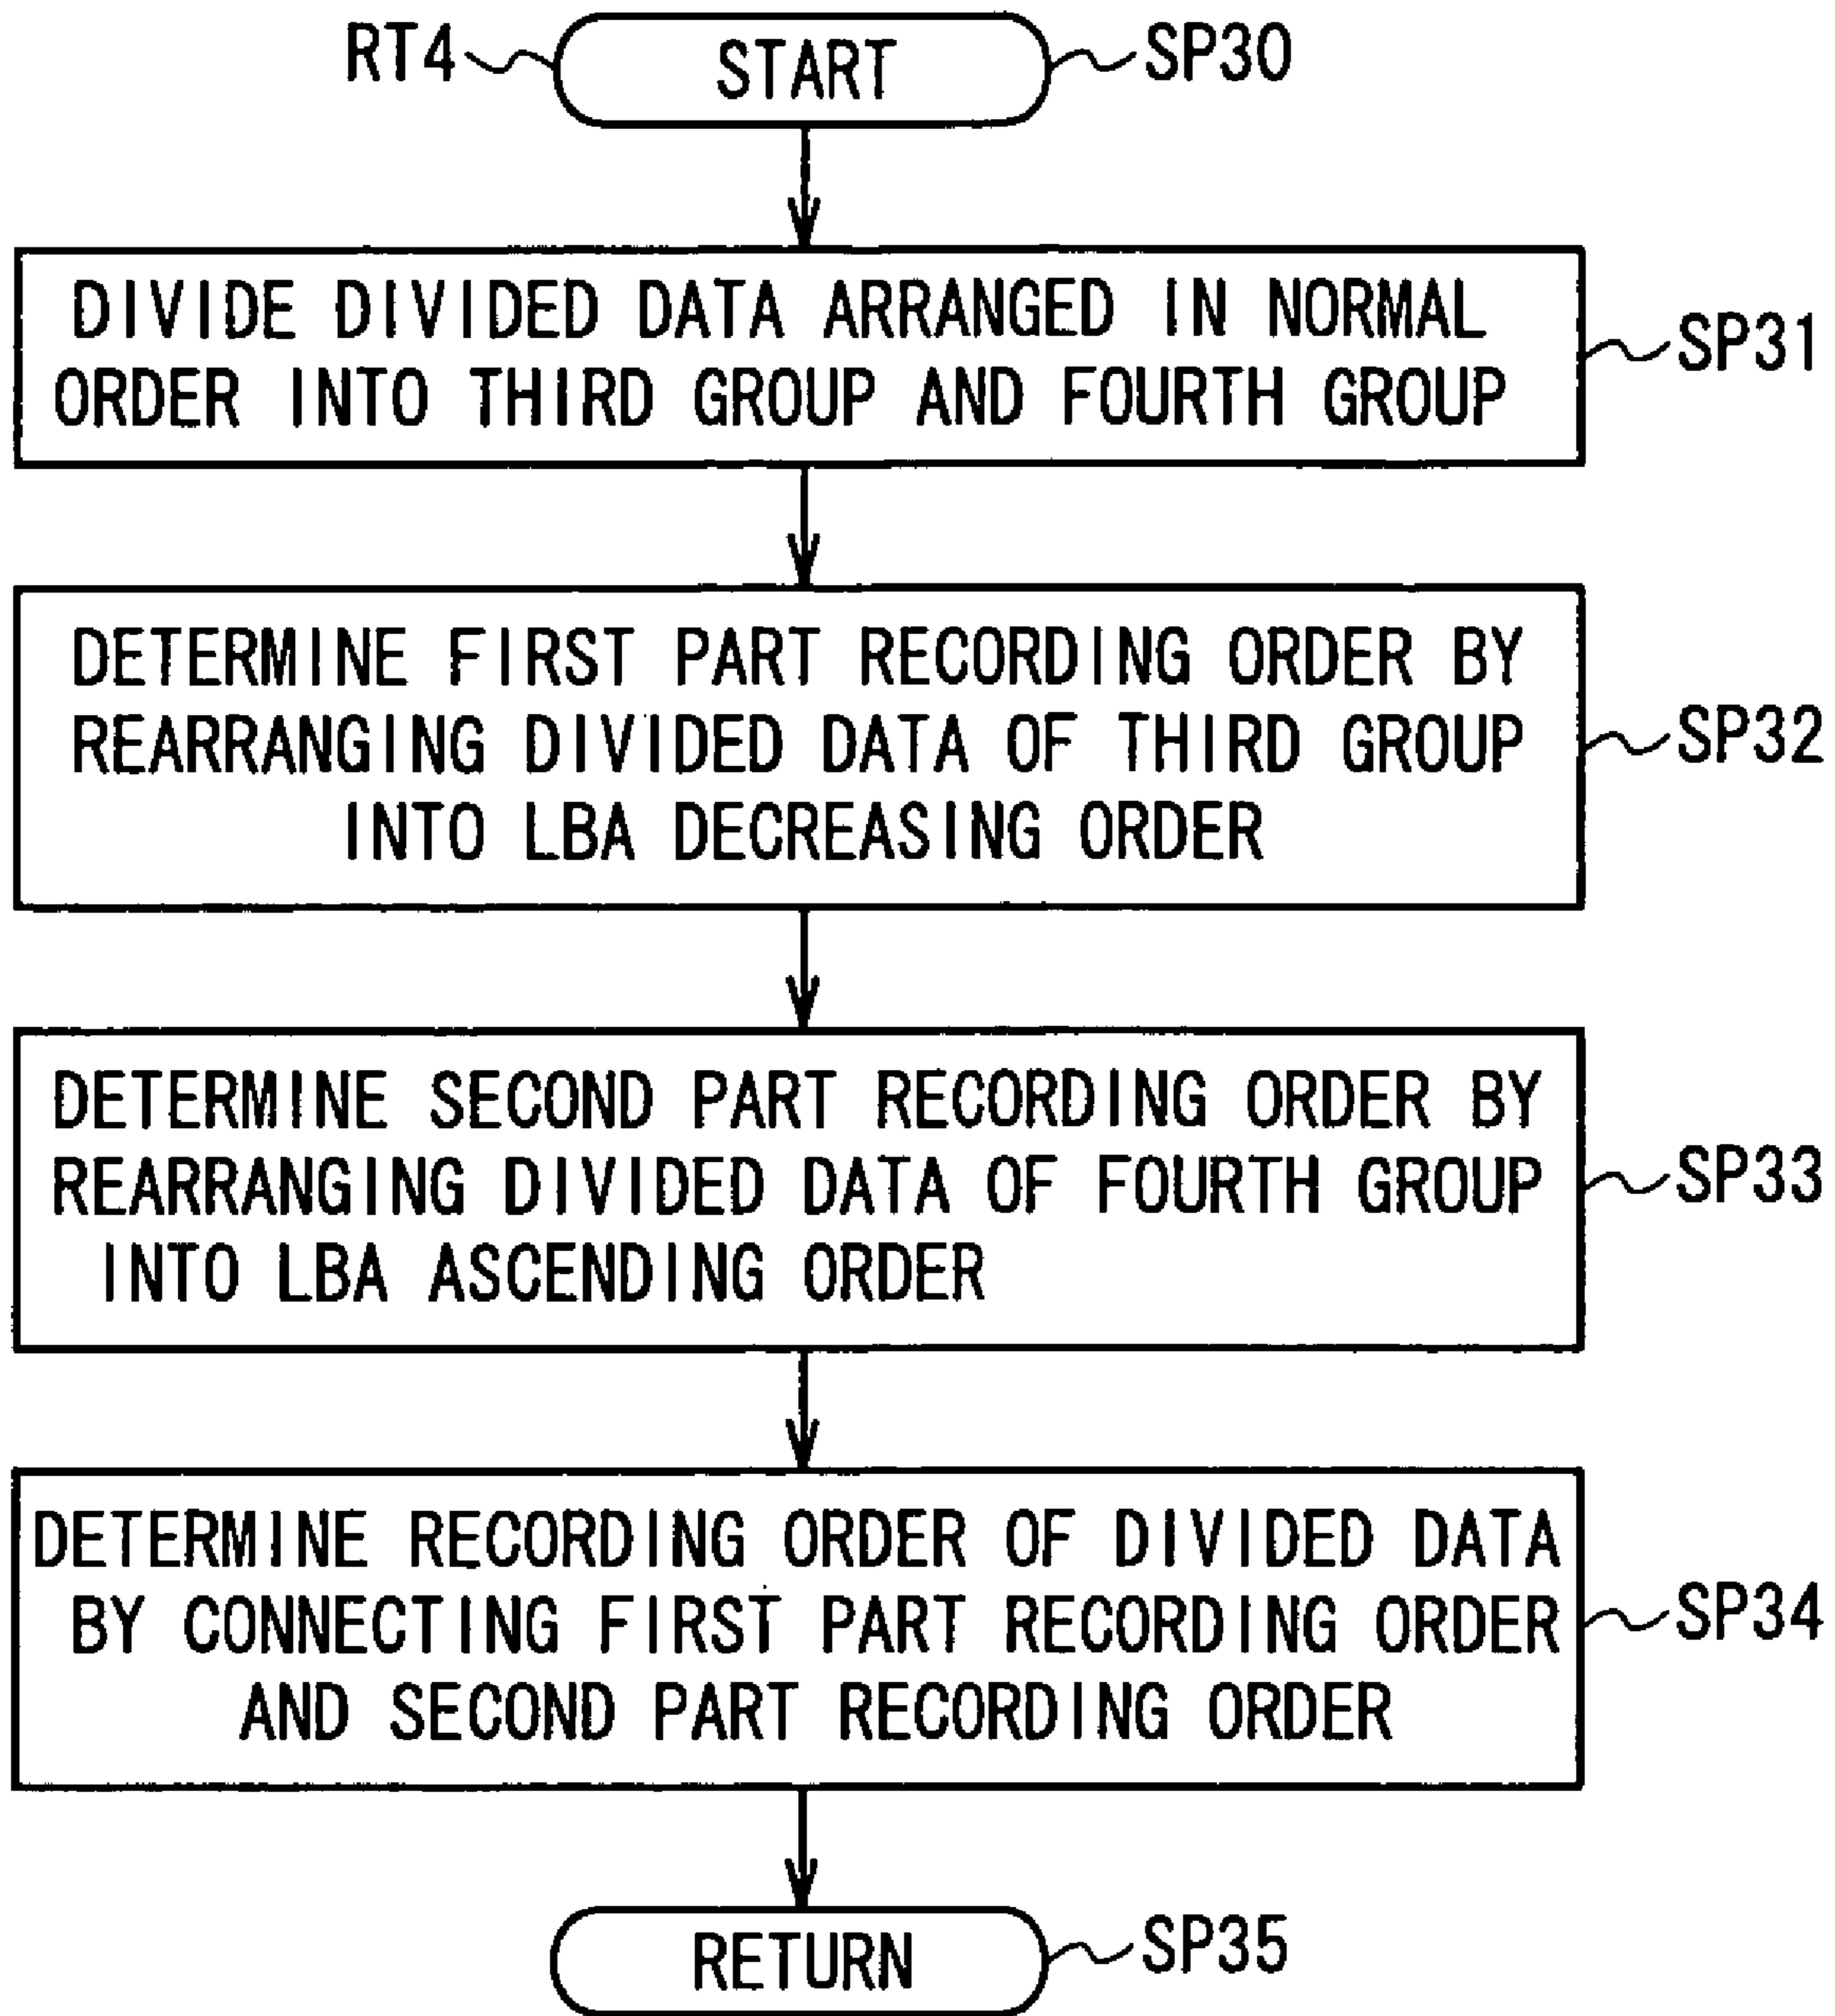 RT4 START SP30
DIVIDE DIVIDED DATA ARRANGED IN NORMAL
ORDER INTO THIRD GROUP AND FOURTH GROUP
SP31
DETERMINE FIRST PART RECORDING ORDER BY
REARRANGING DIVIDED DATA OF THIRD GROUP
INTO LBA DECREASING ORDER
SP32
DETERMINE SECOND PART RECORDING ORDER BY
REARRANGING DIVIDED DATA OF FOURTH GROUP
INTO LBA ASCENDING ORDER
SP33
DETERMINE RECORDING ORDER OF DIVIDED DATA
BY CONNECTING FIRST PART RECORDING ORDER
AND SECOND PART RECORDING ORDER
SP34
RETURN SP35